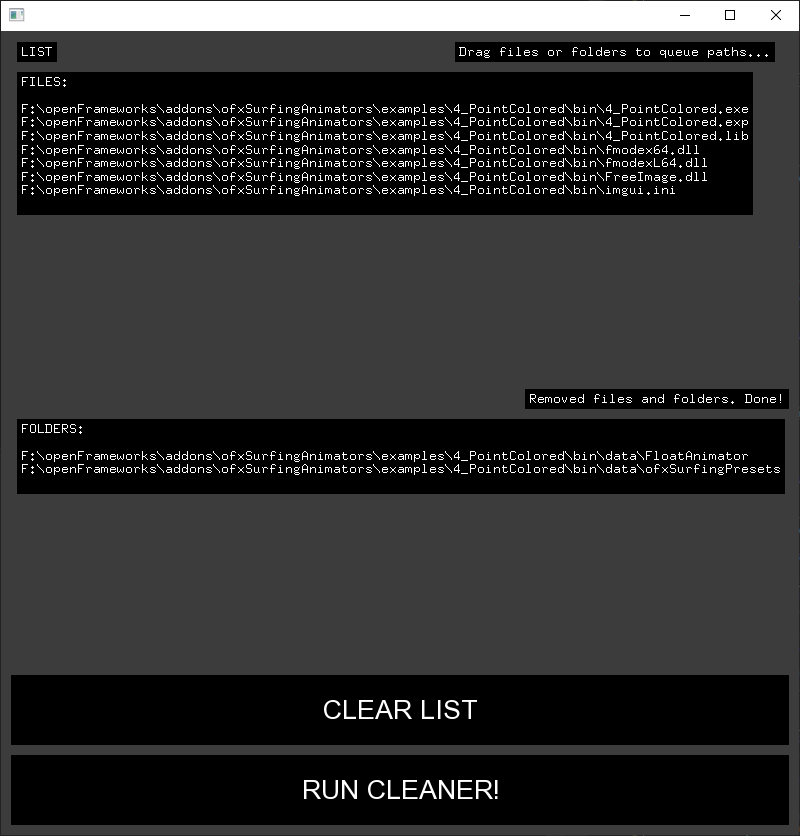 LIST
Drag files or folders to queue paths...
FILES:
F:\openFrameworks\addons\ofxSurfingAnimators\examples\4_PointColored\bin\4_PointColored.exe
F:\openFrameworks\addons\ofxSurfingAnimators\examples\4_PointColored\bin\4_PointColored.exp
F:\openFrameworks\addons\ofxSurfingAnimators\examples\4_PointColored\bin\4_PointColored.lib
F:\openFrameworks\addons\ofxSurfingAnimators\examples\4_PointColored\bin\fmodex64.dll
F:\openFrameworks\addons\ofxSurfingAnimators\examples\4_PointColored\bin\fmodexL64.dll
F:\openFrameworks\addons\ofxSurfingAnimators\examples\4_PointColored\bin\FreeImage.dll
F:\openFrameworks\addons\ofxSurfingAnimators\examples\4_PointColored\bin\imgui.ini
Removed files and folders. Done!
FOLDERS:
F:\openFrameworks\addons\ofxSurfingAnimators\examples\4_PointColored\bin\data\FloatAnimator
F:\openFrameworks\addons\ofxSurfingAnimators\examples\4_PointColored\bin\data\ofxSurfingPresets
CLEAR LIST
RUN CLEANER!